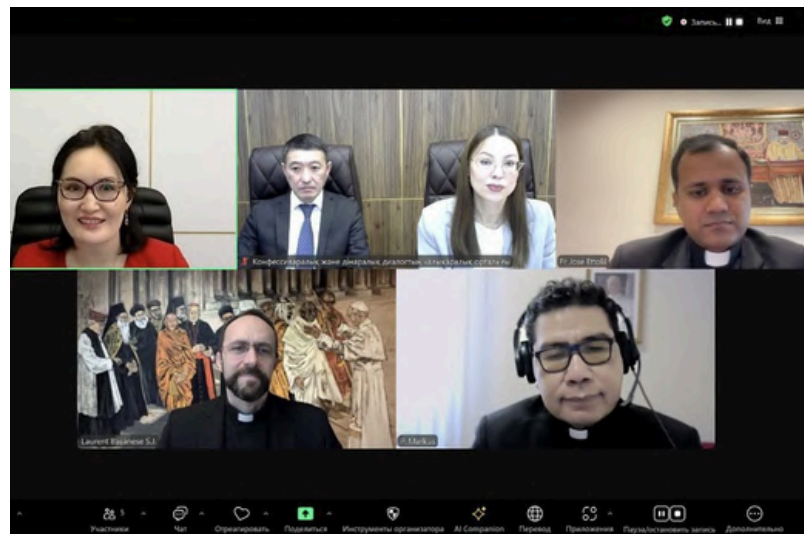 Запись...
Вид
Конфессияаралық және дінаралық диалогтың халықаралық орталығы
Fr Jose
Laurent Basanese S.J.
P. Markus
5
Участники
Чат
Отреагировать
Поделиться
Инструменты организатора
AI Companion
Перевод
Приложения
Пауза/остановить запись
Дополнительно